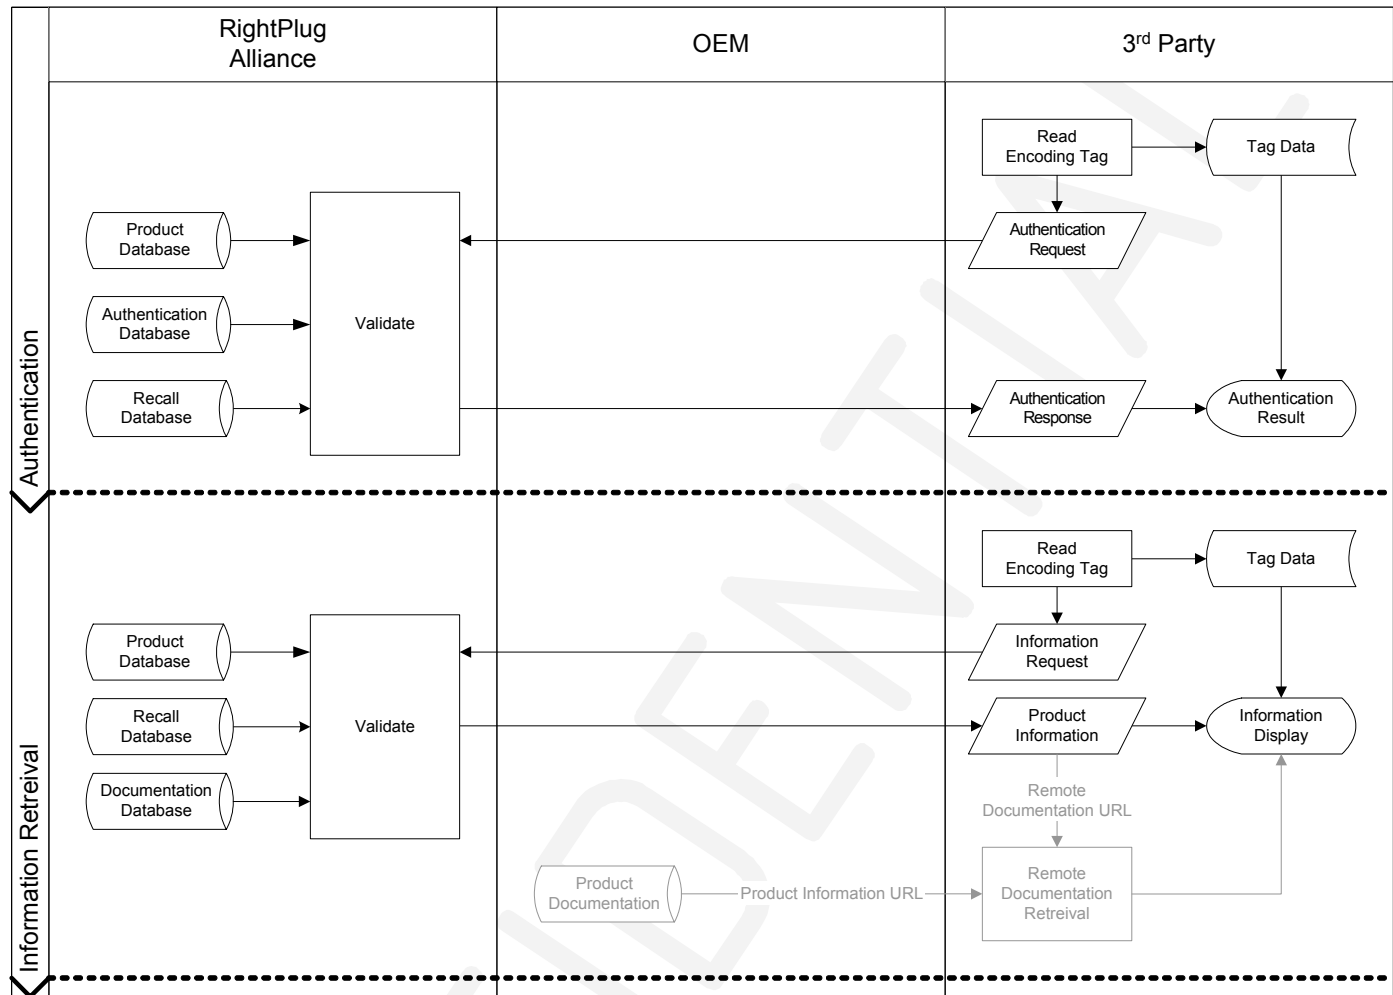 RightPlug
Alliance
OEM
3rd Party
Authentication
Read
Encoding Tag
Tag Data
Product
Database
Authentication
Request
Authentication
Database
Validate
Recall
Database
Authentication
Response
Authentication
Result
Information Retreival
Read
Encoding Tag
Tag Data
Product
Database
Information
Request
Recall
Database
Validate
Product
Information
Information
Display
Documentation
Database
Remote
Documentation URL
Product
Documentation
Product Information URL
Remote
Documentation
Retreival
IDENTIAL